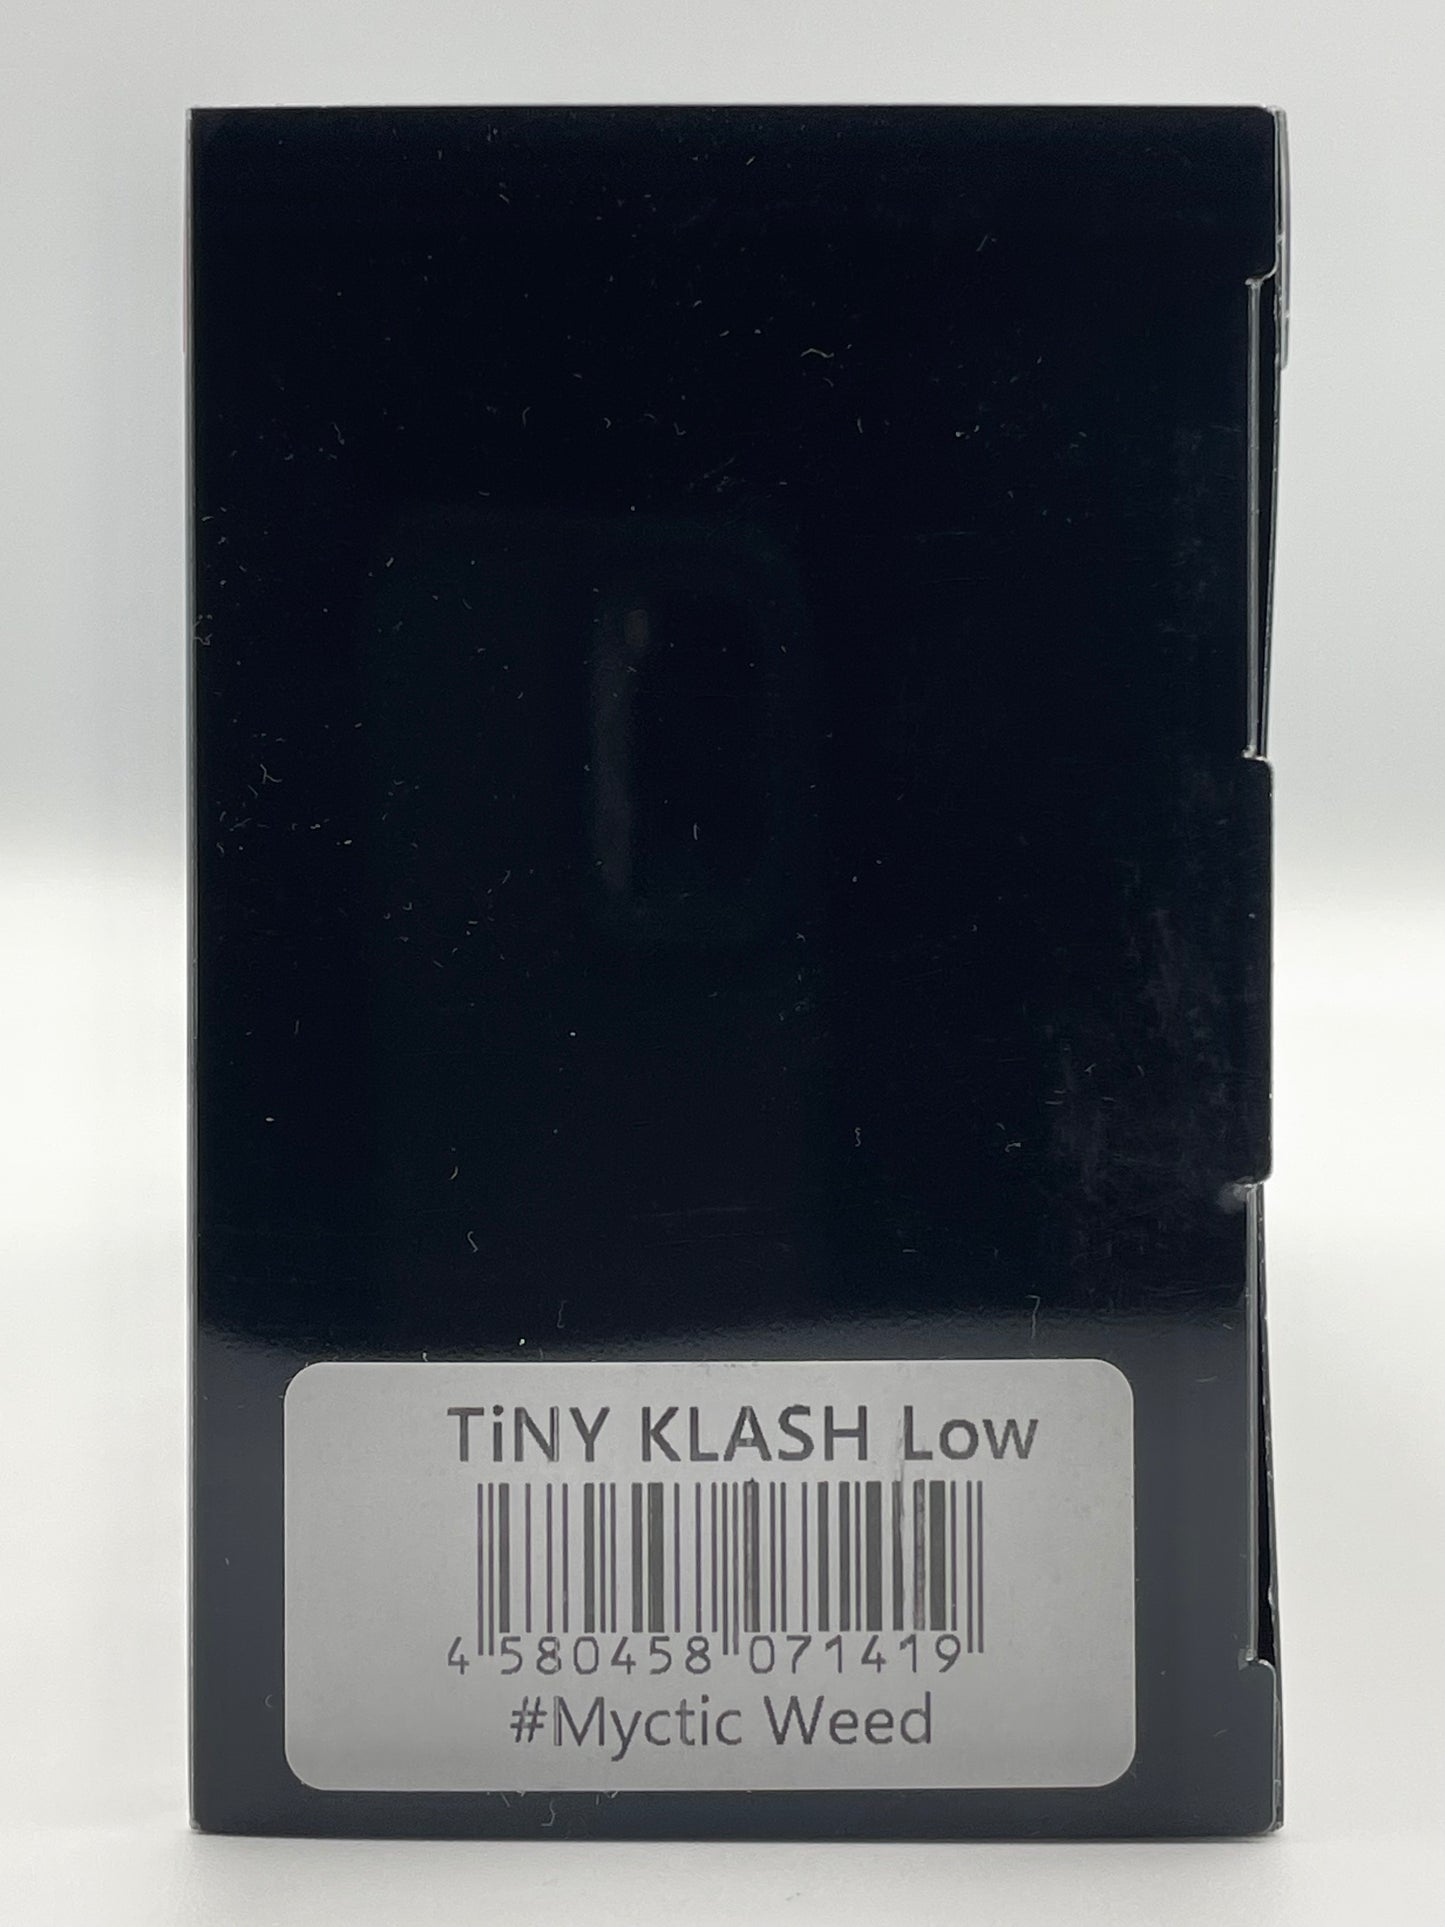 TiNY KLASH Low
4 580458 071419
#Myctic Weed